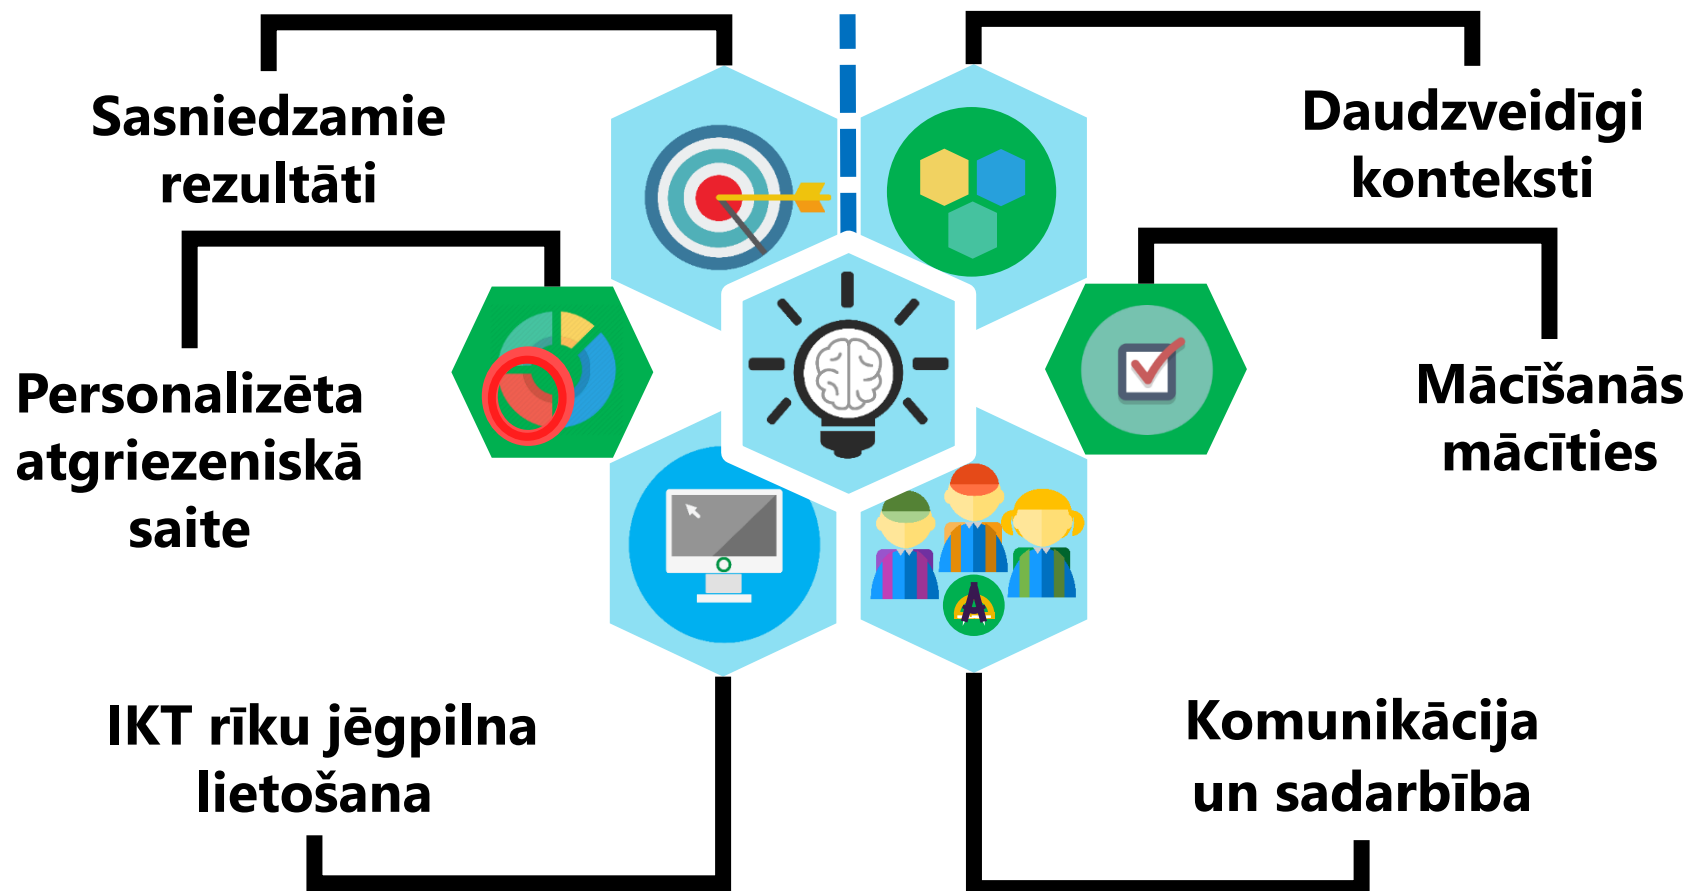 Sasniedzamie
rezultāti
Daudzveidīgi
konteksti
Personalizēta
atgriezeniskā
saite
Mācīšanās
mācīties
IKT rīku jēgpilna
lietošana
Komunikācija
un sadarbība